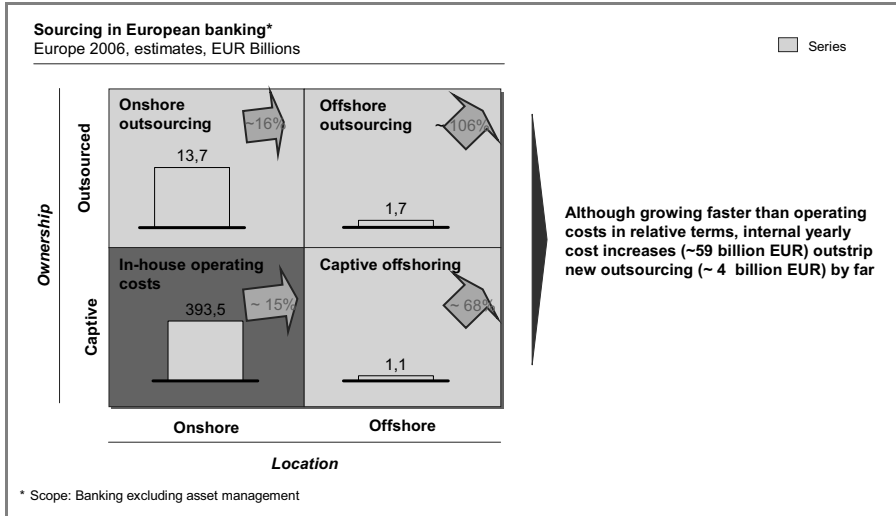 Sourcing in European banking*
Europe 2006, estimates, EUR Billions
Series
Ownership
Outsourced
Captive
Onshore
outsourcing
~16%
13,7
Offshore
outsourcing
~ 106%
1,7
In-house operating
costs
~ 15%
393,5
Captive offshoring
~ 68%
1,1
Onshore
Offshore
Location
Although growing faster than operating
costs in relative terms, internal yearly
cost increases (~59 billion EUR) outstrip
new outsourcing (~ 4 billion EUR) by far
* Scope: Banking excluding asset management